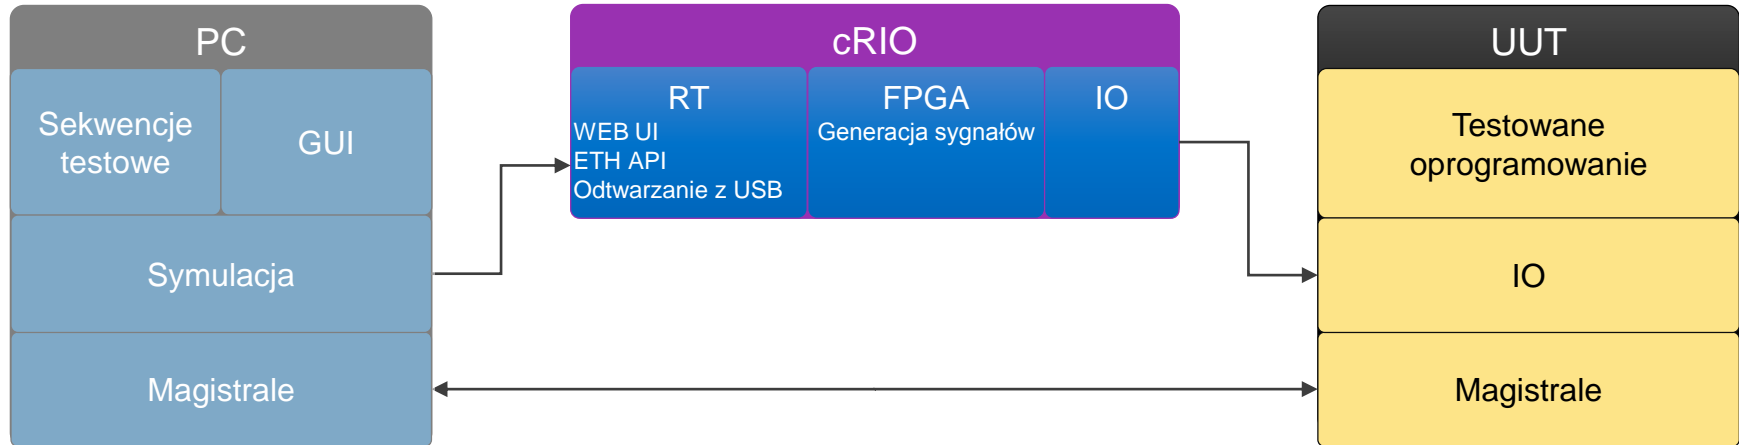 PC
Sekwencje
testowe
GUI
Symulacja
Magistrale
cRIO
RT
WEB UI
ETH API
Odtwarzanie z USB
FPGA
Generacja sygnałów
IO
UUT
Testowane
oprogramowanie
IO
Magistrale